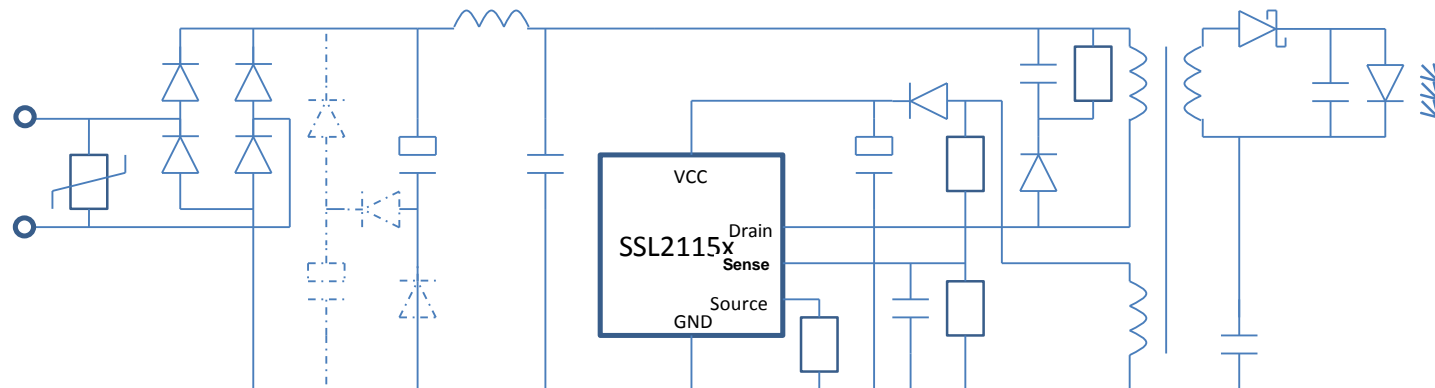 VCC
Drain
SSL2115x
Sense
Source
GND